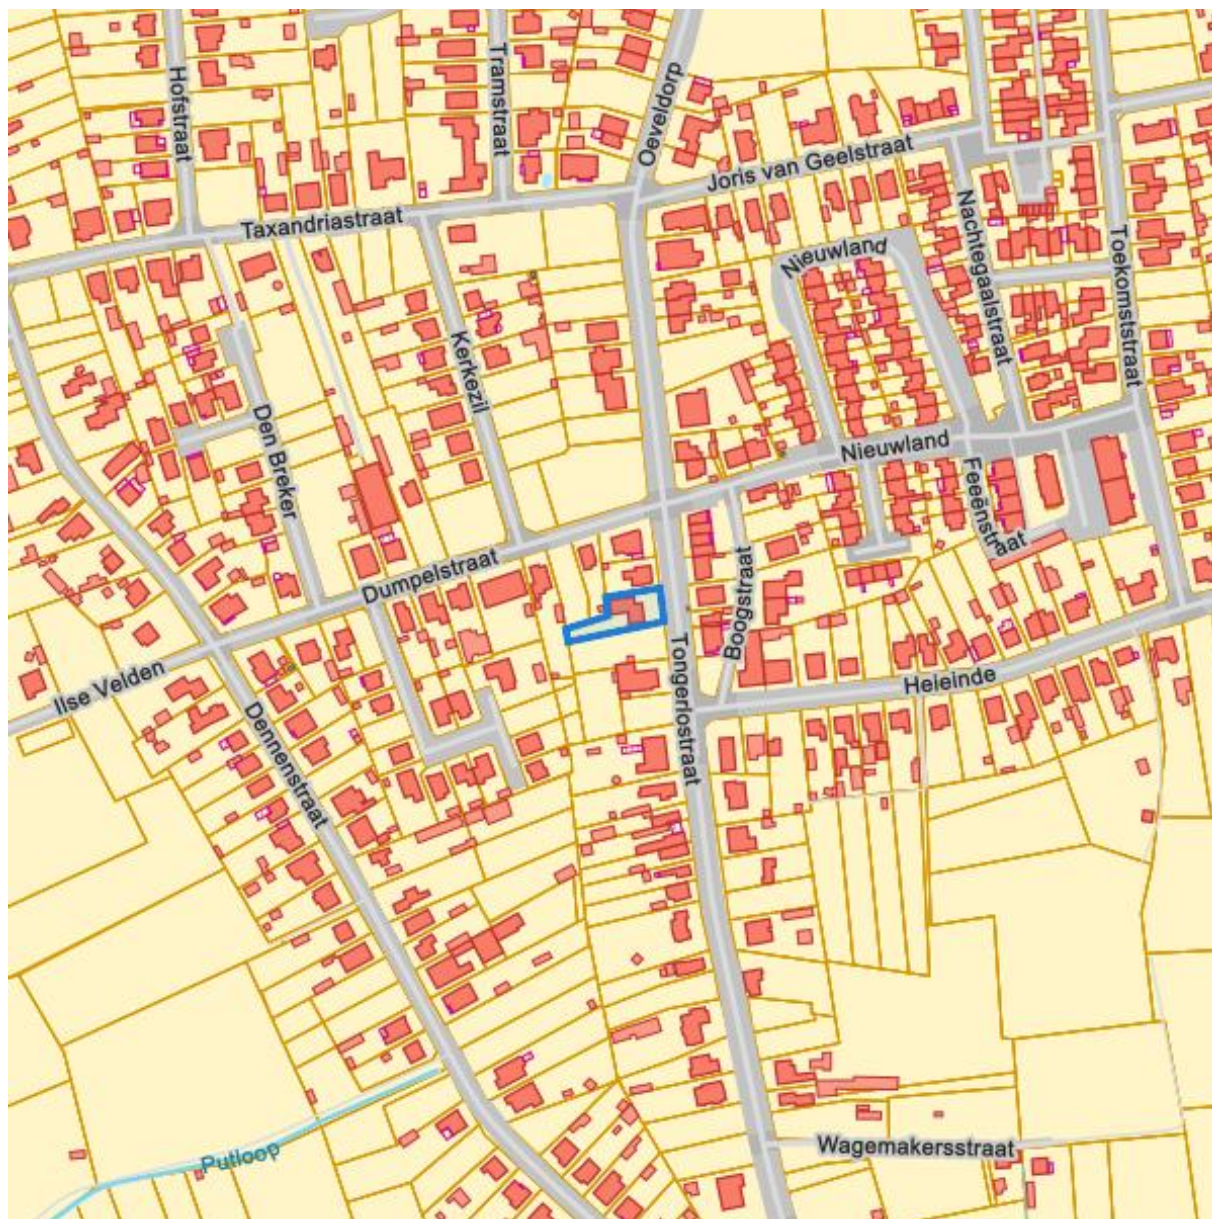 Hofstraat
Tramstraat
Oeveldorp
Joris van Geelstraat
Taxandriastraat
Nachtegaalstraat
Toekomststraat
Nieuwland
Kerkezil
Den Breker
Nieuwland
Feeënstraat
Dumpelstraat
Boogstraat
Tongerlostraat
Heleinde
Ilse Velden
Dennenstraat
Wagemakersstraat
Putloop